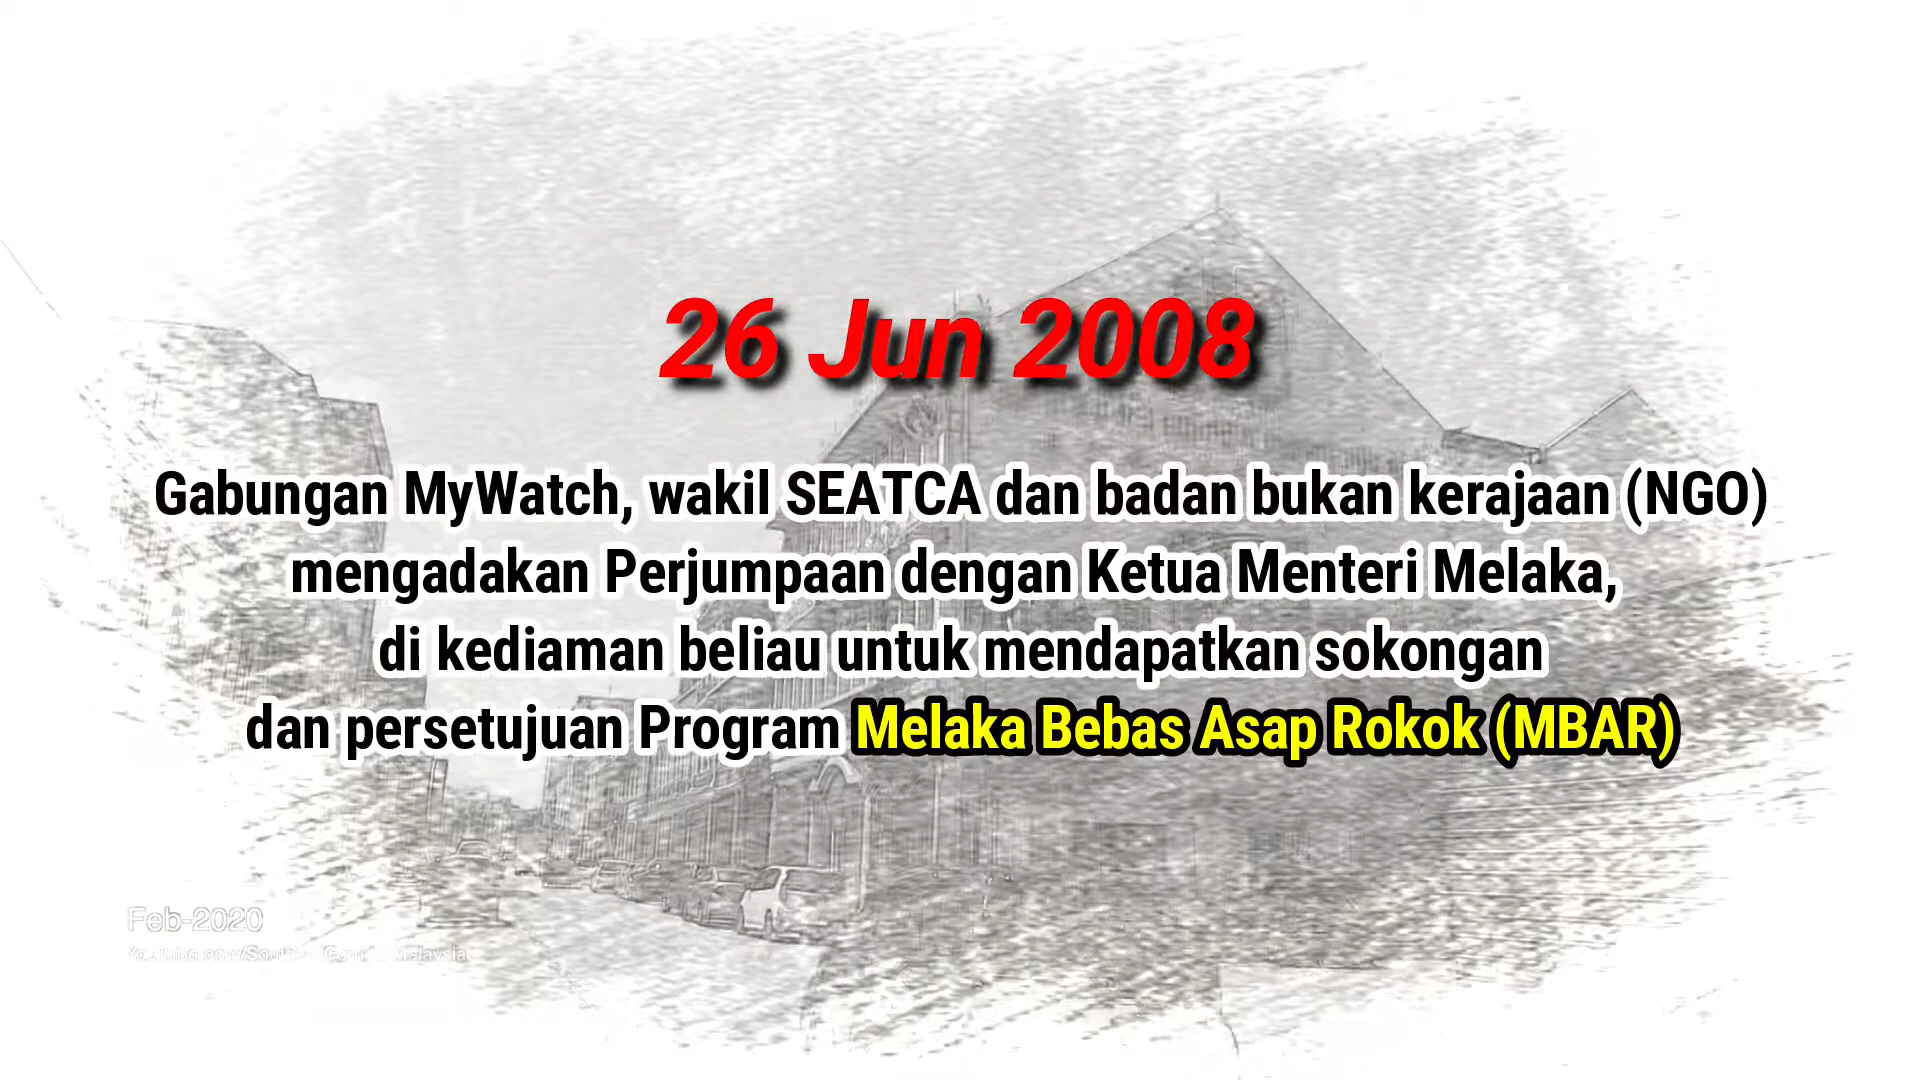 26 Jun 2008
Gabungan MyWatch, wakil SEATCA dan badan bukan kerajaan (NGO)
mengadakan Perjumpaan dengan Ketua Menteri Melaka,
di kediaman beliau untuk mendapatkan sokongan
dan persetujuan Program Melaka Bebas Asap Rokok (MBAR)
Feb-2020